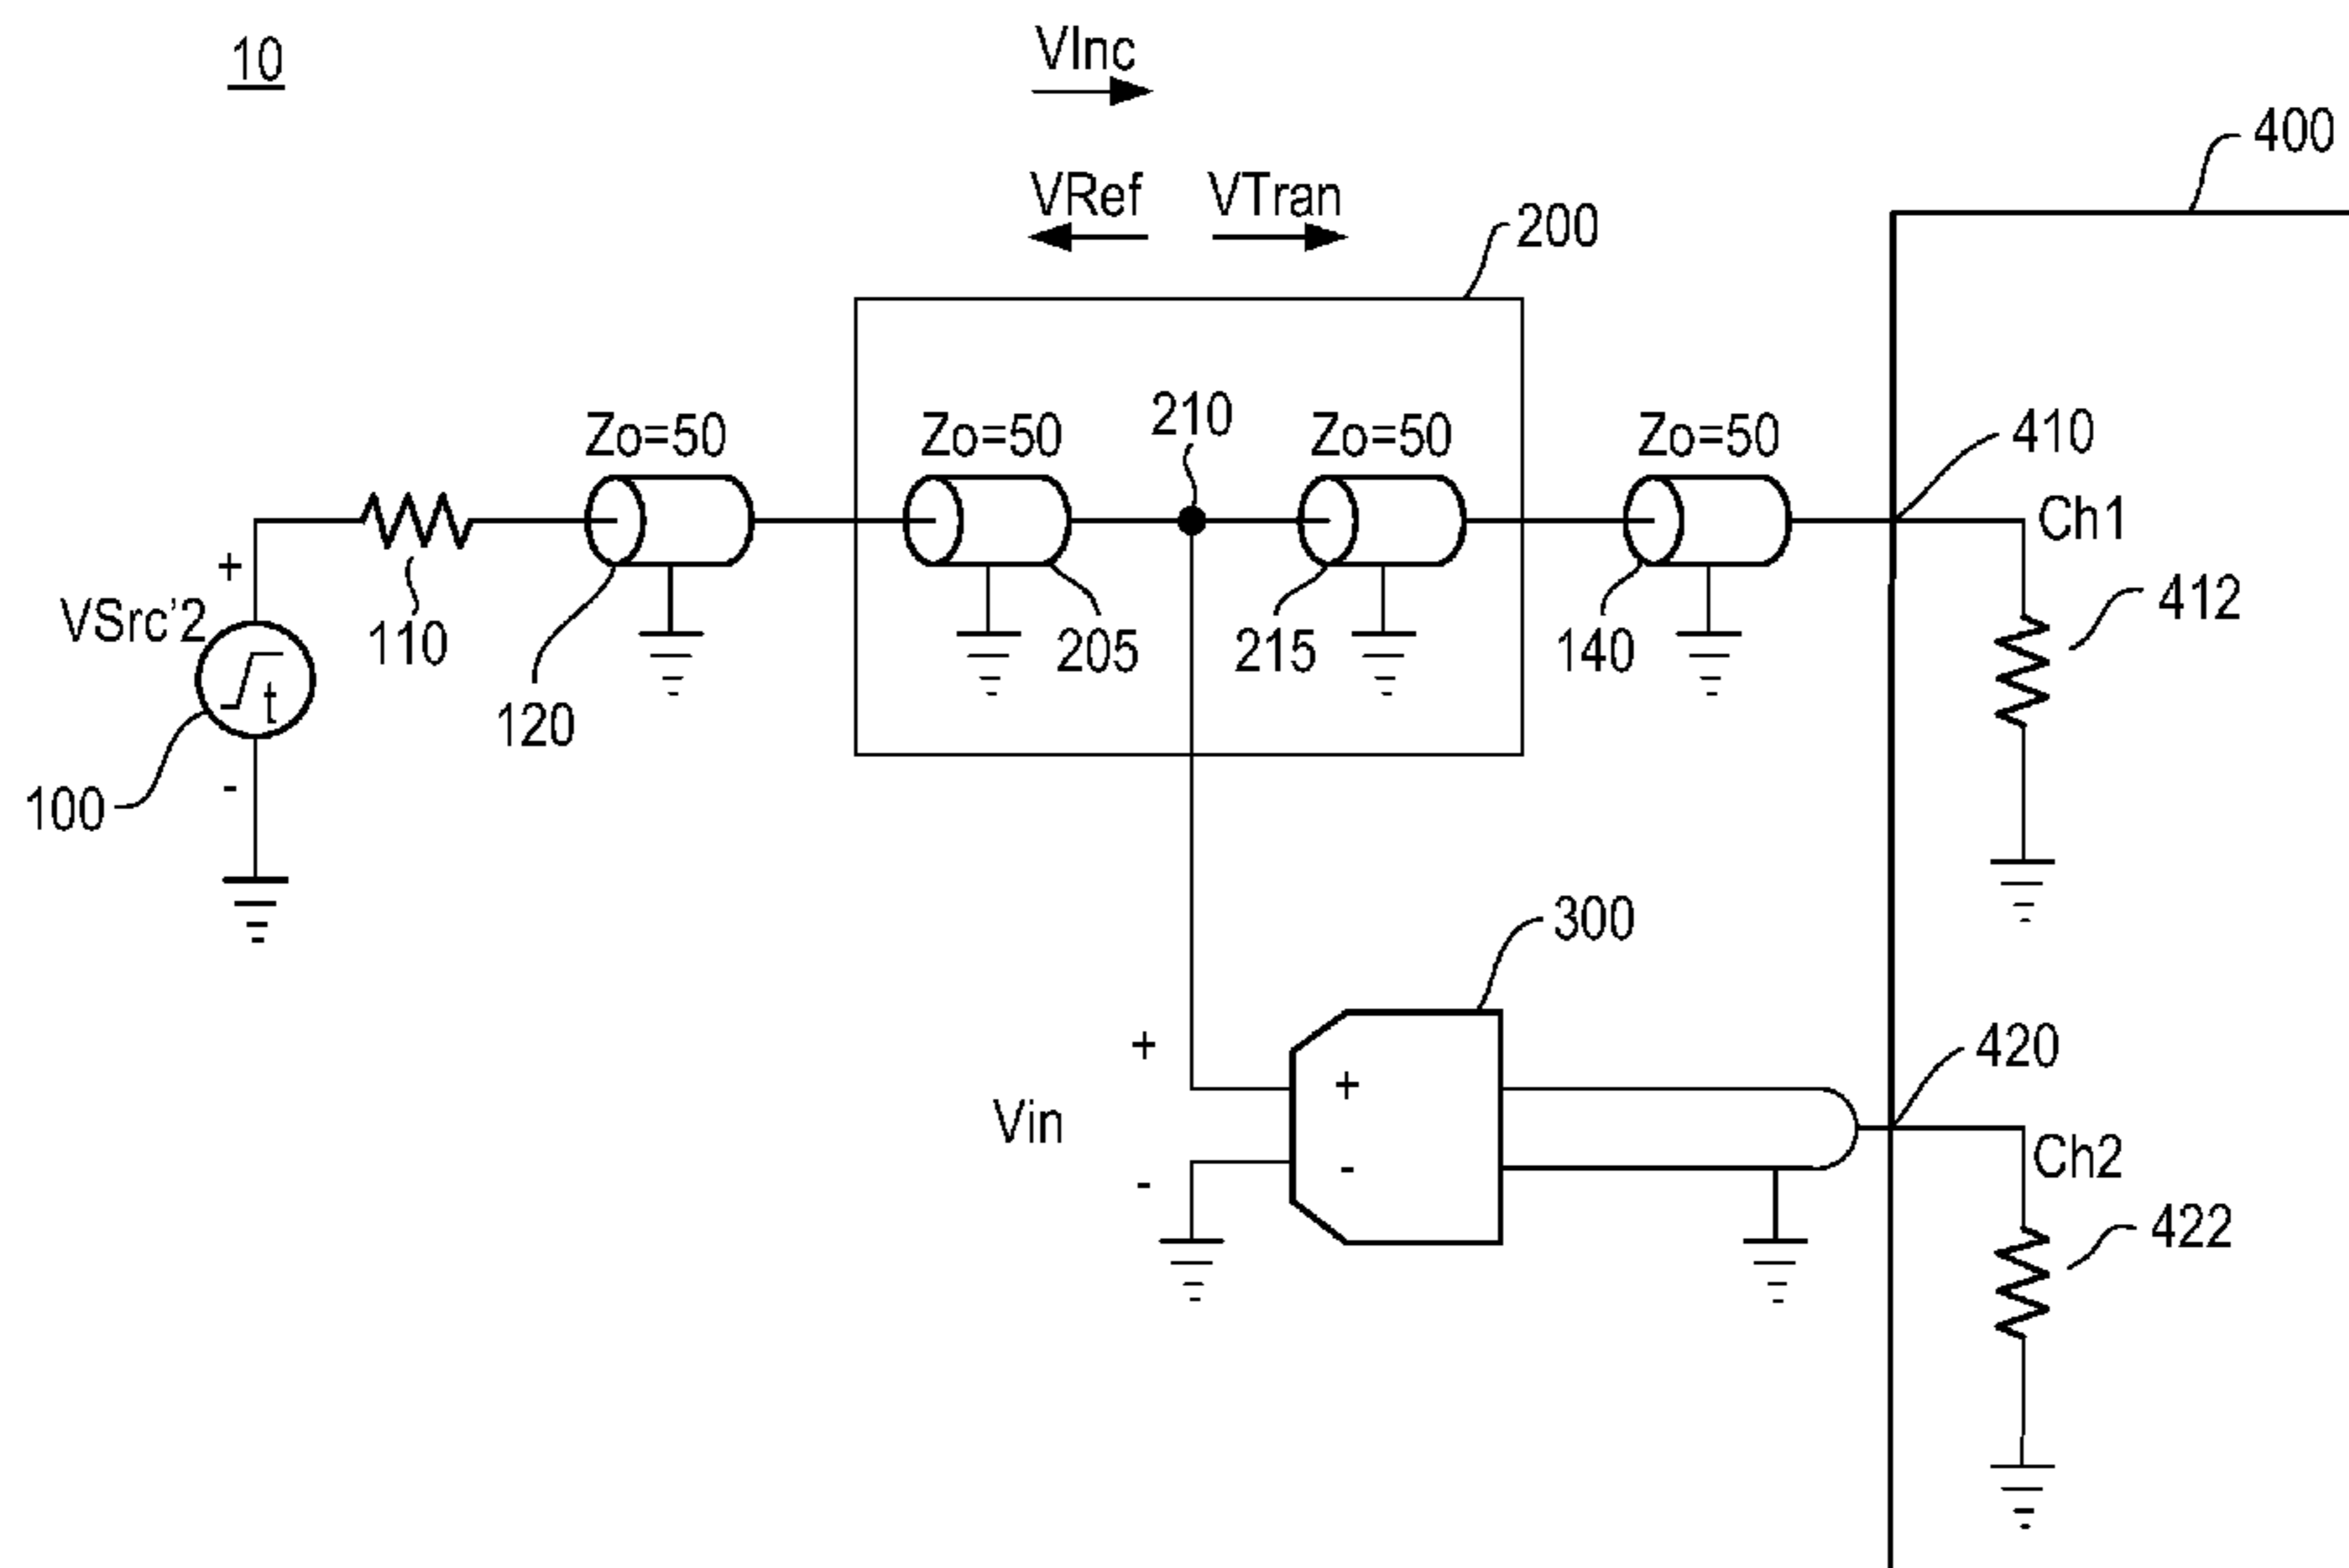 10
VInc
VRef VTran
200
400
Zo=50 Zo=50 210 Zo=50 Zo=50
410
Ch1
+
VSrc'2
t
-
100
110
120
205
215
140
412
300
+
Vin
-
+
-
420
Ch2
422